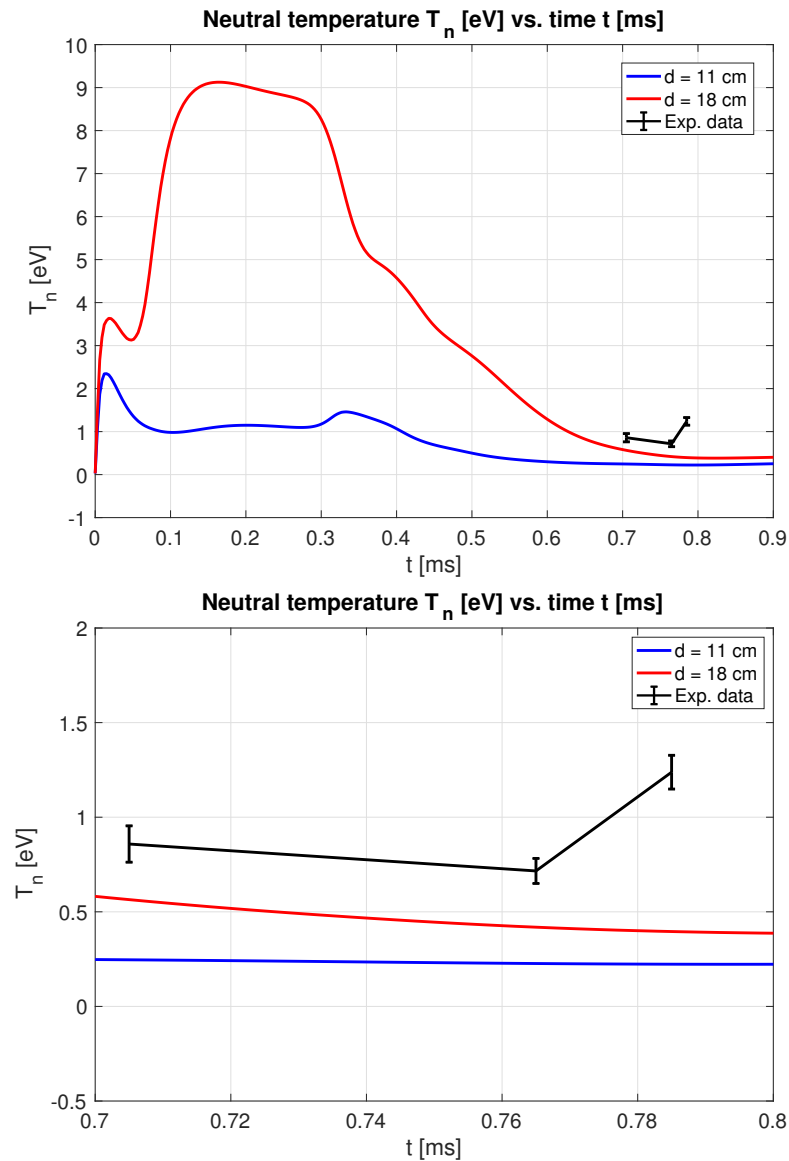 Neutral temperature T_n [eV] vs. time t [ms]
10
9
8
7
6
5
4
3
2
1
0
-1
T_n [eV]
d = 11 cm
d = 18 cm
Exp. data
0 0.1 0.2 0.3 0.4 0.5 0.6 0.7 0.8 0.9
t [ms]
Neutral temperature T_n [eV] vs. time t [ms]
2
1.5
1
0.5
0
-0.5
T_n [eV]
d = 11 cm
d = 18 cm
Exp. data
0.7 0.72 0.74 0.76 0.78 0.8
t [ms]